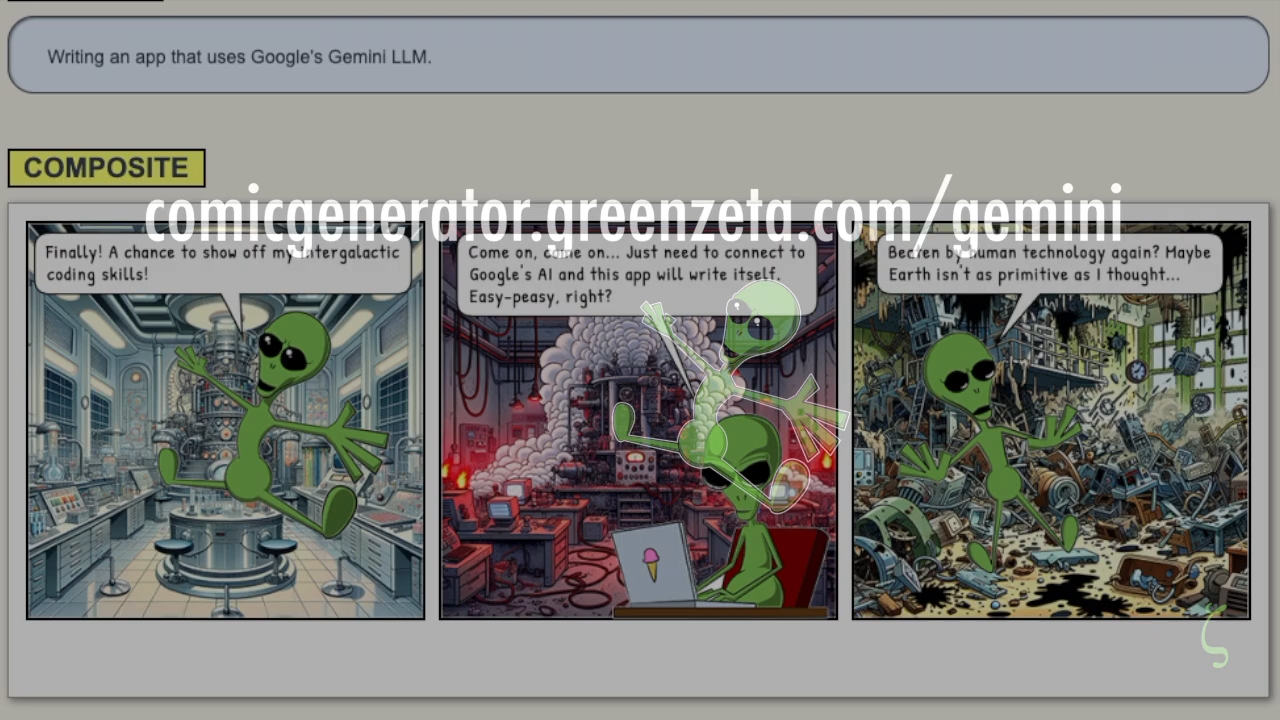 Writing an app that uses Google's Gemini LLM.
COMPOSITE
comicgenerator.greenzeta.com/gemini
Finally! A chance to show off my intergalactic
coding skills!
Come on, come on... Just need to connect to
Google's AI and this app will write itself.
Easy-peasy, right?
Beaten by human technology again? Maybe
Earth isn't as primitive as I thought...
ζ